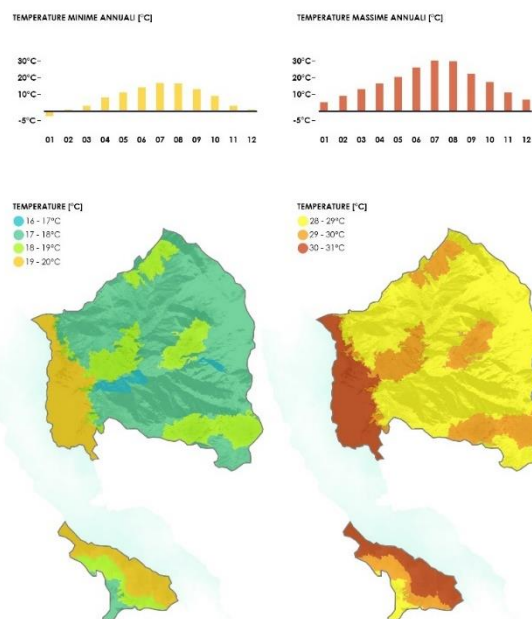 TEMPERATURE MINIME ANNUALI [°C]
30°C-
20°C-
10°C-
-5°C-
01 02 03 04 05 06 07 08 09 10 11 12
TEMPERATURE MASSIME ANNUALI [°C]
30°C-
20°C-
10°C-
-5°C-
01 02 03 04 05 06 07 08 09 10 11 12
TEMPERATURE [°C]
16 - 17°C
17 - 18°C
18 - 19°C
19 - 20°C
TEMPERATURE [°C]
28 - 29°C
29 - 30°C
30 - 31°C